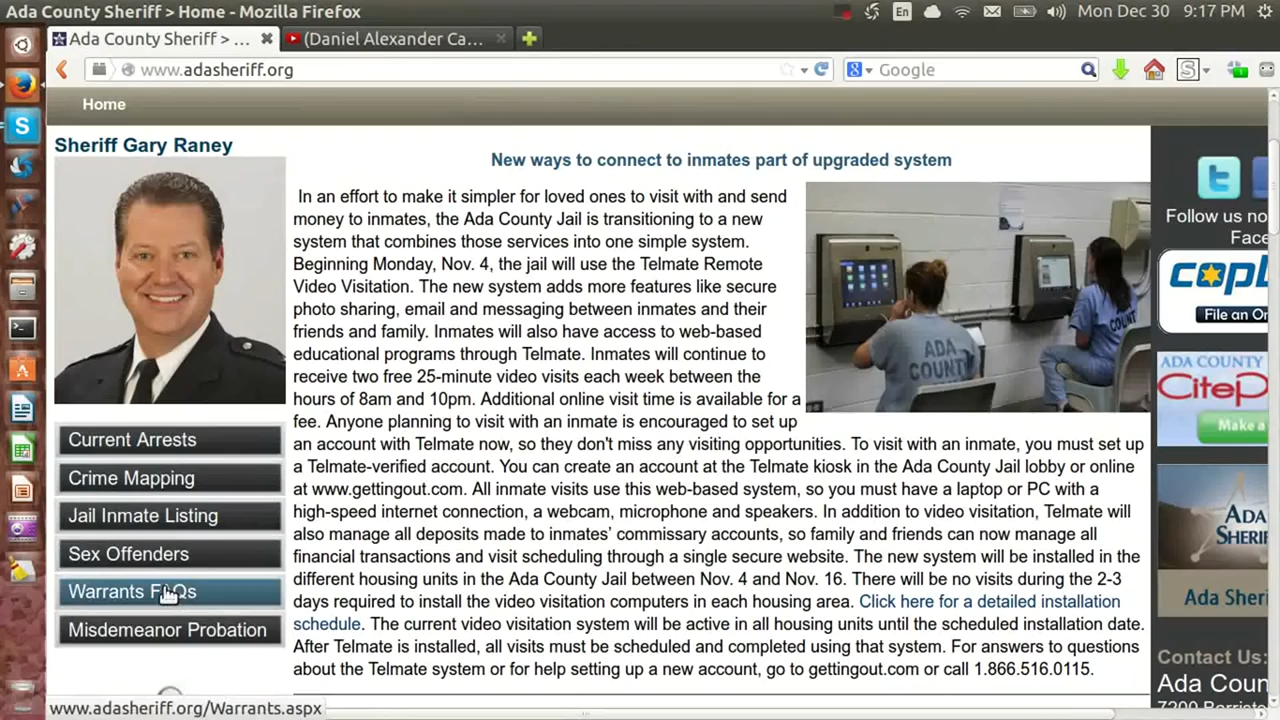 Ada County Sheriff > Home - Mozilla Firefox
En
Mon Dec 30
9:17 PM
Ada County Sheriff > ...
(Daniel Alexander Ca...
www.adasheriff.org
Google
Home
Sheriff Gary Raney
Current Arrests
Crime Mapping
Jail Inmate Listing
Sex Offenders
Warrants FAQs
Misdemeanor Probation
New ways to connect to inmates part of upgraded system
In an effort to make it simpler for loved ones to visit with and send
money to inmates, the Ada County Jail is transitioning to a new
system that combines those services into one simple system.
Beginning Monday, Nov. 4, the jail will use the Telmate Remote
Video Visitation. The new system adds more features like secure
photo sharing, email and messaging between inmates and their
friends and family. Inmates will also have access to web-based
educational programs through Telmate. Inmates will continue to
receive two free 25-minute video visits each week between the
hours of 8am and 10pm. Additional online visit time is available for a
fee. Anyone planning to visit with an inmate is encouraged to set up
an account with Telmate now, so they don't miss any visiting opportunities. To visit with an inmate, you must set up
a Telmate-verified account. You can create an account at the Telmate kiosk in the Ada County Jail lobby or online
at www.gettingout.com. All inmate visits use this web-based system, so you must have a laptop or PC with a
high-speed internet connection, a webcam, microphone and speakers. In addition to video visitation, Telmate will
also manage all deposits made to inmates' commissary accounts, so family and friends can now manage all
financial transactions and visit scheduling through a single secure website. The new system will be installed in the
different housing units in the Ada County Jail between Nov. 4 and Nov. 16. There will be no visits during the 2-3
days required to install the video visitation computers in each housing area. Click here for a detailed installation
schedule. The current video visitation system will be active in all housing units until the scheduled installation date.
After Telmate is installed, all visits must be scheduled and completed using that system. For answers to questions
about the Telmate system or for help setting up a new account, go to gettingout.com or call 1.866.516.0115.
ADA
COUNTY
COUNT
Follow us no
Face
copl
File an On
ADA COUNTY
CiteP
Make a
ADA
SHERIF
Ada Sheri
Contact Us:
Ada Coun
7200 Barrist
www.adasheriff.org/Warrants.aspx